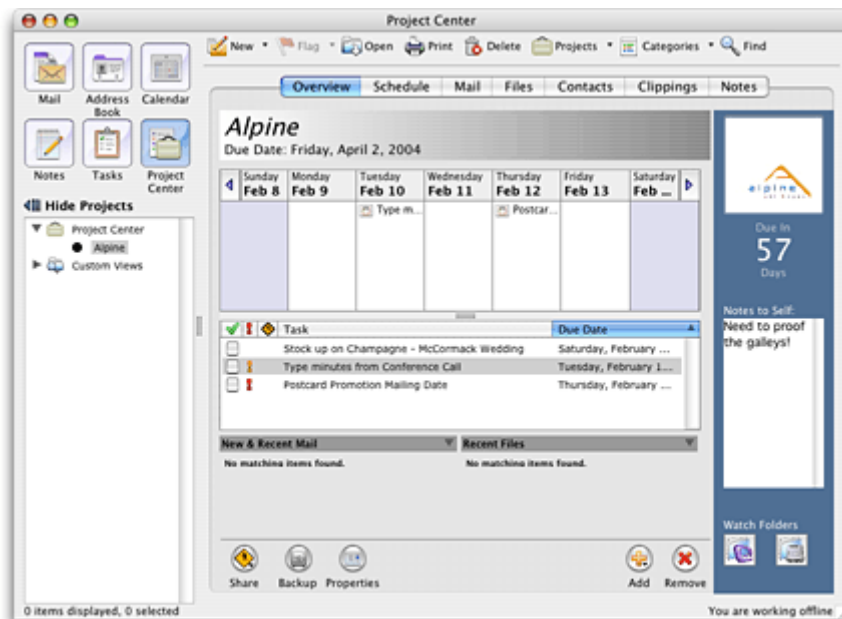 Project Center
New Flag Open Print Delete Projects Categories Find
Mail Address Book Calendar
Notes Tasks Project Center
Hide Projects
Project Center
Alpine
Custom Views
Overview Schedule Mail Files Contacts Clippings Notes
Alpine
Due Date: Friday, April 2, 2004
Sunday Monday Tuesday Wednesday Thursday Friday Saturday
Feb 8 Feb 9 Feb 10 Feb 11 Feb 12 Feb 13 Feb ...
Type m... Postcar...
Task Due Date
Stock up on Champagne - McCormack Wedding Saturday, February ...
Type minutes from Conference Call Tuesday, February 1...
Postcard Promotion Mailing Date Thursday, February ...
New & Recent Mail Recent Files
No matching items found. No matching items found.
Share Backup Properties Add Remove
alpine
Due In
57
Days
Notes to Self:
Need to proof
the galleys!
Watch Folders
0 items displayed, 0 selected
You are working offline